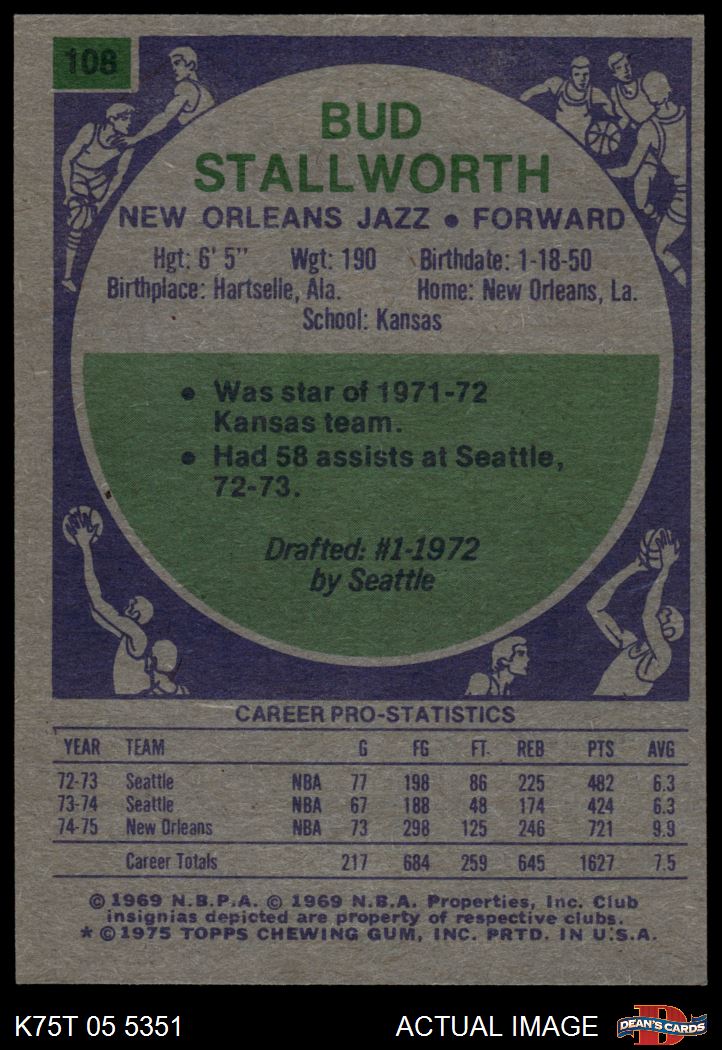 108
BUD
STALLWORTH
NEW ORLEANS JAZZ • FORWARD
Hgt: 6' 5" Wgt: 190 Birthdate: 1-18-50
Birthplace: Hartselle, Ala. Home: New Orleans, La.
School: Kansas
• Was star of 1971-72
Kansas team.
• Had 58 assists at Seattle,
72-73.
Drafted: #1-1972
by Seattle
CAREER PRO-STATISTICS
YEAR TEAM G FG FT. REB PTS AVG
72-73 Seattle NBA 77 198 86 225 482 6.3
73-74 Seattle NBA 67 188 48 174 424 6.3
74-75 New Orleans NBA 73 298 125 246 721 9.9
Career Totals 217 684 259 645 1627 7.5
© 1969 N.B.P.A. © 1969 N.B.A. Properties, Inc. Club
insignias depicted are property of respective clubs.
* © 1975 TOPPS CHEWING GUM, INC. PRTD. IN U.S.A.
K75T 05 5351 ACTUAL IMAGE D DEAN'S CARDS